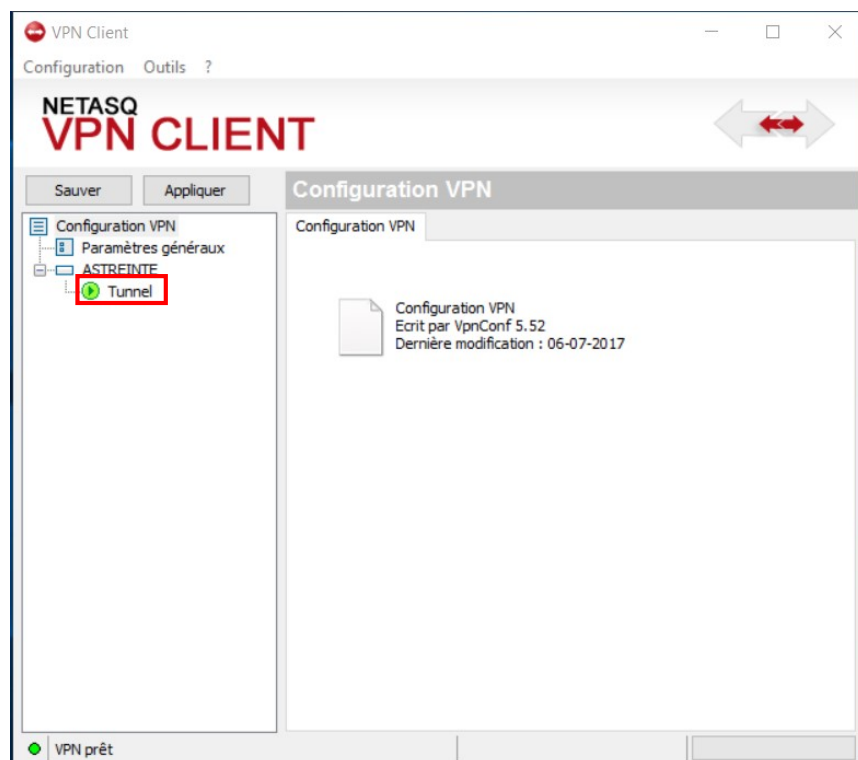 VPN Client
Configuration Outils ?
NETASQ
VPN CLIENT
Sauver Appliquer
Configuration VPN
Configuration VPN
Paramètres généraux
ASTREINTE
Tunnel
Configuration VPN
Configuration VPN
Ecrit par VpnConf 5.52
Dernière modification : 06-07-2017
VPN prêt